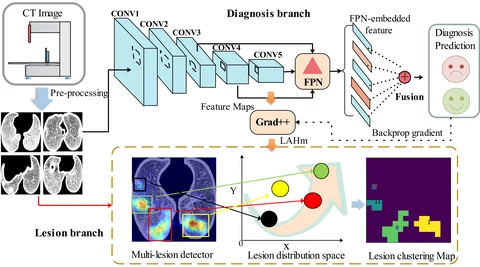 CT Image
Pre-processing
Diagnosis branch
CONV1
CONV2
CONV3
CONV4
CONV5
FPN
Feature Maps
FPN-embedded
feature
Fusion
Diagnosis
Prediction
Grad++
Backprop gradient
LAHm
Lesion branch
Multi-lesion detector
Y
0
X
Lesion distribution space
Lesion clustering Map